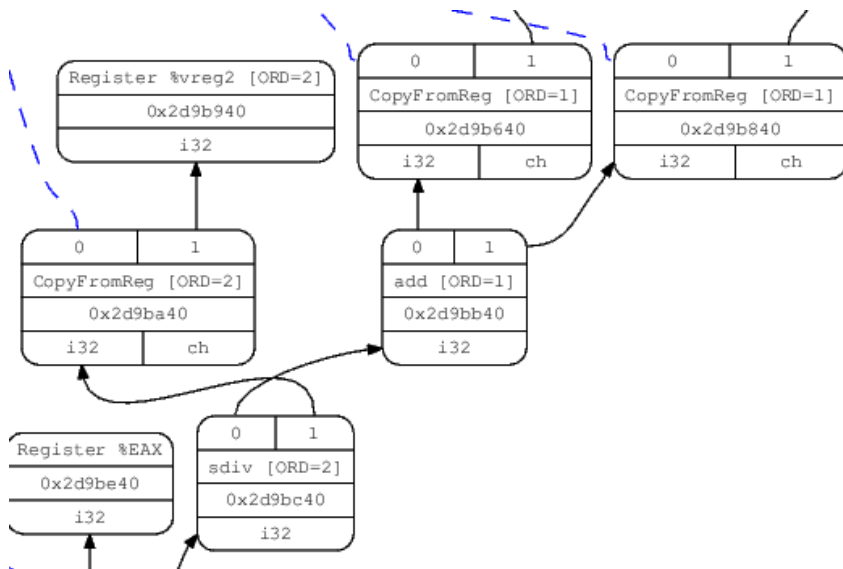 Register %vreg2 [ORD=2]
0x2d9b940
i32
0 1
CopyFromReg [ORD=1]
0x2d9b640
i32 ch
0 1
CopyFromReg [ORD=1]
0x2d9b840
i32 ch
0 1
CopyFromReg [ORD=2]
0x2d9ba40
i32 ch
0 1
add [ORD=1]
0x2d9bb40
i32
Register %EAX
0x2d9be40
i32
0 1
sdiv [ORD=2]
0x2d9bc40
i32